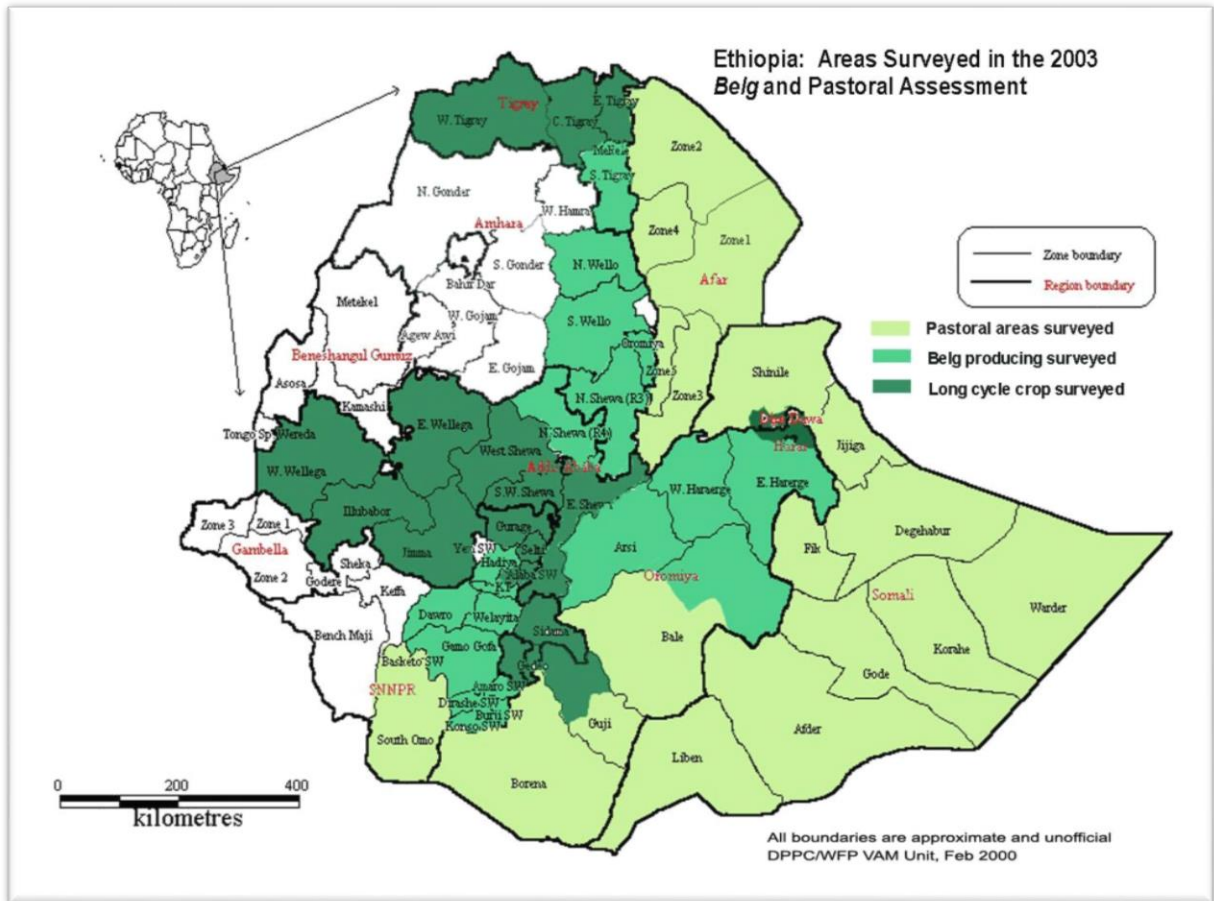 Ethiopia: Areas Surveyed in the 2003
Belg and Pastoral Assessment
Tigray
W. Tigray
C. Tigray
E. Tigray
Mekele
S. Tigray
Zone2
N. Gonder
W. Hamra
Amhara
Zone4
Zone1
Afar
S. Gonder
N. Wello
Bahir Dar
Metekel
W. Gojam
Agew Awi
S. Wello
Oromiya
E. Gojam
Beneshangul Gumuz
Asosa
Kamashi
Zone5
Zone3
N. Shewa (R3)
N. Shewa (R4)
Tongo Sp
Wereda
E. Wellega
West Shewa
W. Wellega
S.W. Shewa
E. Shewa
Zone boundary
Region boundary
Pastoral areas surveyed
Belg producing surveyed
Long cycle crop surveyed
Shinile
Dire Dawa
Harar
Jijiga
W. Haraerge
E. Harerge
Illubabor
Gurage
Zone 3
Zone 1
Gambella
Zone 2
Godere
Sheka
Jimma
Yem SW
Hadiya
Selti
Alaba SW
KT
Arsi
Oromiya
Fik
Degehabur
Somali
Warder
Keffa
Bench Maji
Dawro
Welayita
Sidama
Bale
Korahe
Gode
Gamo Gofa
Basketo SW
Gedeo
SNNPR
Amaro SW
Dirashe SW
Burji SW
Konso SW
Guji
Afder
South Omo
Borena
Liben
0 200 400
kilometres
All boundaries are approximate and unofficial
DPPC/WFP VAM Unit, Feb 2000